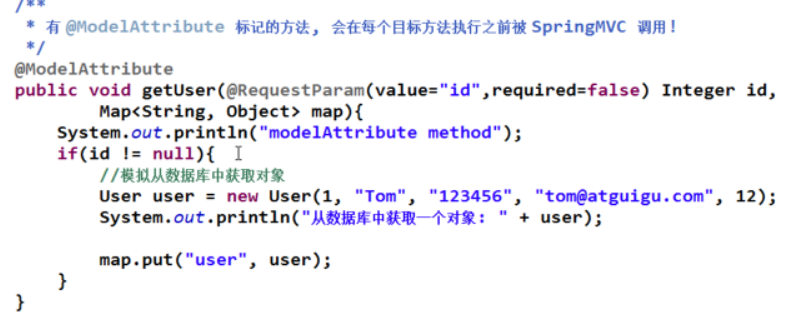 /**
* 有 @ModelAttribute 标记的方法, 会在每个目标方法执行之前被 SpringMVC 调用!
*/
@ModelAttribute
public void getUser(@RequestParam(value="id",required=false) Integer id,
Map<String, Object> map){
System.out.println("modelAttribute method");
if(id != null){
//模拟从数据库中获取对象
User user = new User(1, "Tom", "123456", "tom@atguigu.com", 12);
System.out.println("从数据库中获取一个对象: " + user);
map.put("user", user);
}
}